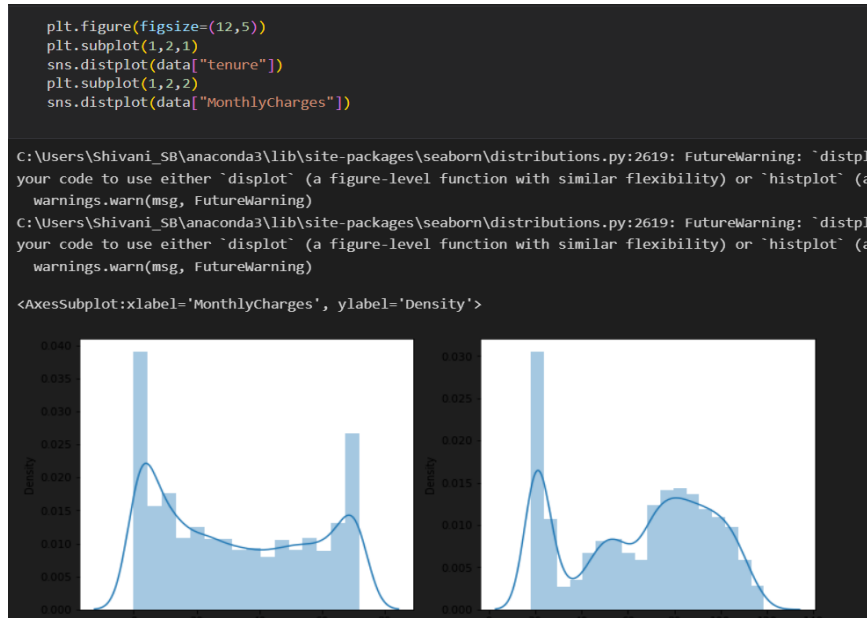 plt.figure(figsize=(12,5))
plt.subplot(1,2,1)
sns.distplot(data["tenure"])
plt.subplot(1,2,2)
sns.distplot(data["MonthlyCharges"])
C:\Users\Shivani_SB\anaconda3\lib\site-packages\seaborn\distributions.py:2619: FutureWarning: `distpl
your code to use either `displot` (a figure-level function with similar flexibility) or `histplot` (a
warnings.warn(msg, FutureWarning)
C:\Users\Shivani_SB\anaconda3\lib\site-packages\seaborn\distributions.py:2619: FutureWarning: `distpl
your code to use either `displot` (a figure-level function with similar flexibility) or `histplot` (a
warnings.warn(msg, FutureWarning)
<AxesSubplot:xlabel='MonthlyCharges', ylabel='Density'>
0.040
0.035
0.030
0.025
0.020
0.015
0.010
0.005
0.000
Density
0.030
0.025
0.020
0.015
0.010
0.005
0.000
Density